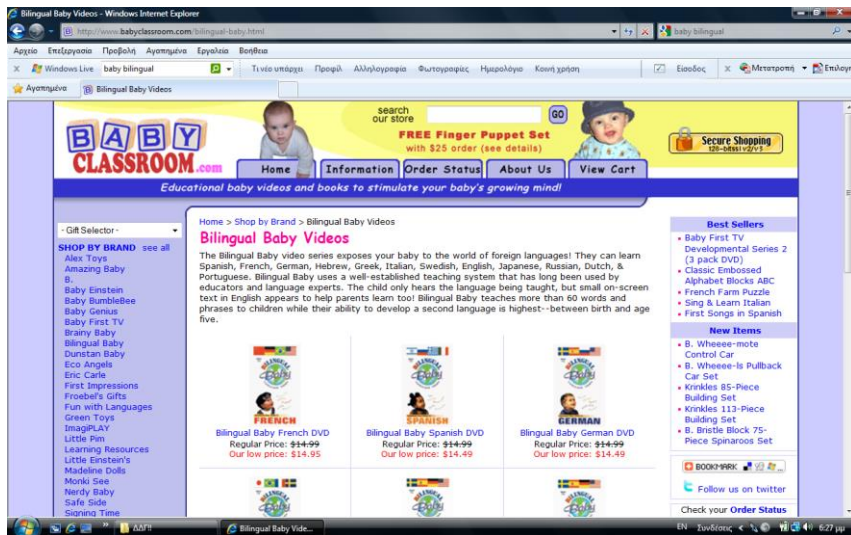 Bilingual Baby Videos - Windows Internet Explorer
http://www.babyclassroom.com/bilingual-baby.html
baby bilingual
Αρχείο Επεξεργασία Προβολή Αγαπημένα Εργαλεία Βοήθεια
Windows Live baby bilingual Τι νέο υπάρχει Προφίλ Αλληλογραφία Φωτογραφίες Ημερολόγιο Κοινή χρήση Είσοδος Μετατροπή
Αγαπημένα Bilingual Baby Videos
search
our store
GO
FREE Finger Puppet Set
with $25 order (see details)
BABY
CLASSROOM.com
Secure Shopping
Home Information Order Status About Us View Cart
Educational baby videos and books to stimulate your baby's growing mind!
- Gift Selector -
SHOP BY BRAND see all
Alex Toys
Amazing Baby
B.
Baby Einstein
Baby BumbleBee
Baby Genius
Baby First TV
Brainy Baby
Bilingual Baby
Dunstan Baby
Eco Angels
Eric Carle
First Impressions
Froebel's Gifts
Fun with Languages
Green Toys
ImagiPLAY
Little Pim
Learning Resources
Little Einstein's
Madeline Dolls
Monki See
Nerdy Baby
Safe Side
Signing Time
Home > Shop by Brand > Bilingual Baby Videos
Bilingual Baby Videos
The Bilingual Baby video series exposes your baby to the world of foreign languages! They can learn
Spanish, French, German, Hebrew, Greek, Italian, Swedish, English, Japanese, Russian, Dutch, &
Portuguese. Bilingual Baby uses a well-established teaching system that has long been used by
educators and language experts. The child only hears the language being taught, but small on-screen
text in English appears to help parents learn too! Bilingual Baby teaches more than 60 words and
phrases to children while their ability to develop a second language is highest--between birth and age
five.
BILINGUAL Baby BILINGUAL Baby BILINGUAL Baby
FRENCH SPANISH GERMAN
Bilingual Baby French DVD Bilingual Baby Spanish DVD Blingual Baby German DVD
Regular Price: $14.99 Regular Price: $14.99 Regular Price: $14.99
Our low price: $14.95 Our low price: $14.49 Our low price: $14.49
Best Sellers
Baby First TV
Developmental Series 2
(3 pack DVD)
Classic Embossed
Alphabet Blocks ABC
French Farm Puzzle
Sing & Learn Italian
First Songs in Spanish
New Items
B. Wheeee-mote
Control Car
B. Wheeee-ls Pullback
Car Set
Krinkles 85-Piece
Building Set
Krinkles 113-Piece
Building Set
B. Bristle Block 75-
Piece Spinaroos Set
BOOKMARK
Follow us on twitter
Check your Order Status
Bilingual Baby Vide...
EN Συνδέσεις 6:27 μμ